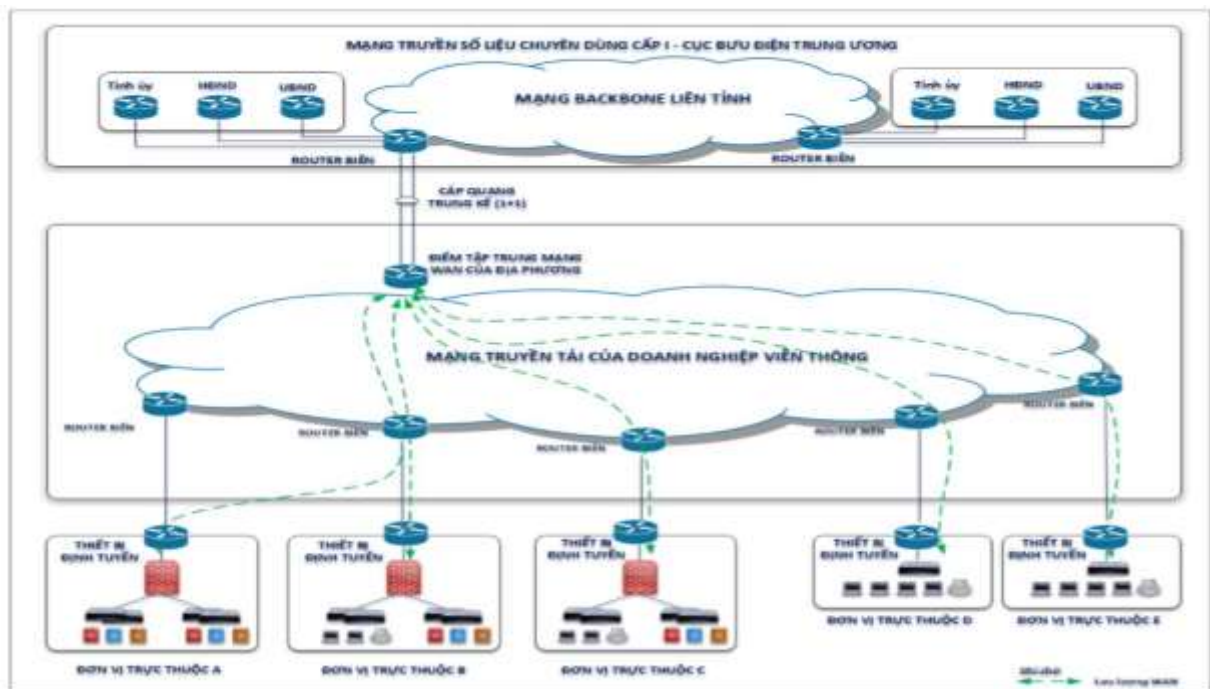 MẠNG TRUYỀN SỐ LIỆU CHUYÊN DÙNG CẤP I - CỤC BƯU ĐIỆN TRUNG ƯƠNG
Tỉnh ủy HĐND UBND
MẠNG BACKBONE LIÊN TỈNH
Tỉnh ủy HĐND UBND
ROUTER BIÊN
ROUTER BIÊN
CÁP QUANG
TRUNG KẾ (1+1)
ĐIỂM TẬP TRUNG MẠNG
WAN CỦA ĐỊA PHƯƠNG
MẠNG TRUYỀN TẢI CỦA DOANH NGHIỆP VIỄN THÔNG
ROUTER BIÊN
ROUTER BIÊN
ROUTER BIÊN
ROUTER BIÊN
ROUTER BIÊN
THIẾT BỊ
ĐỊNH TUYẾN
THIẾT BỊ
ĐỊNH TUYẾN
THIẾT BỊ
ĐỊNH TUYẾN
THIẾT BỊ
ĐỊNH TUYẾN
THIẾT BỊ
ĐỊNH TUYẾN
ĐƠN VỊ TRỰC THUỘC A
ĐƠN VỊ TRỰC THUỘC B
ĐƠN VỊ TRỰC THUỘC C
ĐƠN VỊ TRỰC THUỘC D
ĐƠN VỊ TRỰC THUỘC E
Ghi chú
Lưu lượng WAN